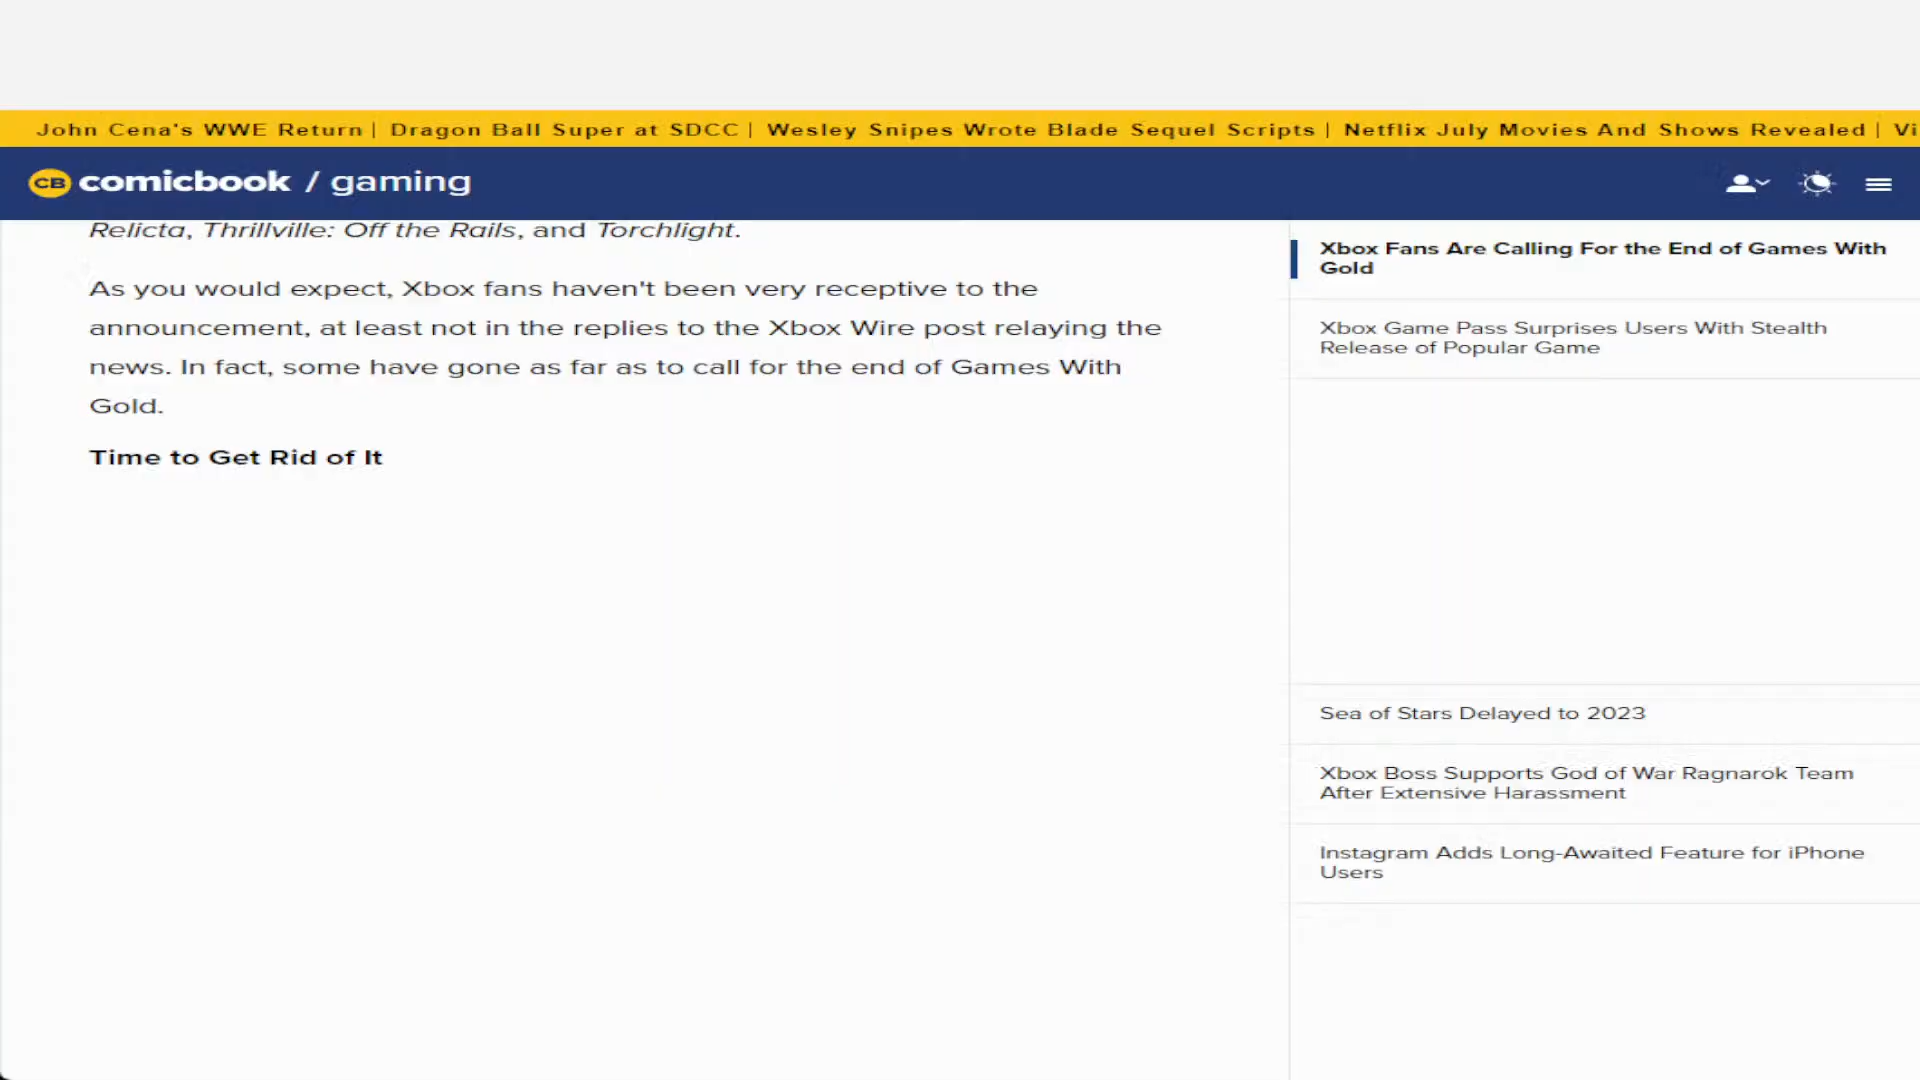 John Cena's WWE Return | Dragon Ball Super at SDCC | Wesley Snipes Wrote Blade Sequel Scripts | Netflix July Movies And Shows Revealed | Vi
CB comicbook / gaming
Relicta, Thrillville: Off the Rails, and Torchlight.
As you would expect, Xbox fans haven't been very receptive to the
announcement, at least not in the replies to the Xbox Wire post relaying the
news. In fact, some have gone as far as to call for the end of Games With
Gold.
Time to Get Rid of It
Xbox Fans Are Calling For the End of Games With
Gold
Xbox Game Pass Surprises Users With Stealth
Release of Popular Game
Sea of Stars Delayed to 2023
Xbox Boss Supports God of War Ragnarok Team
After Extensive Harassment
Instagram Adds Long-Awaited Feature for iPhone
Users